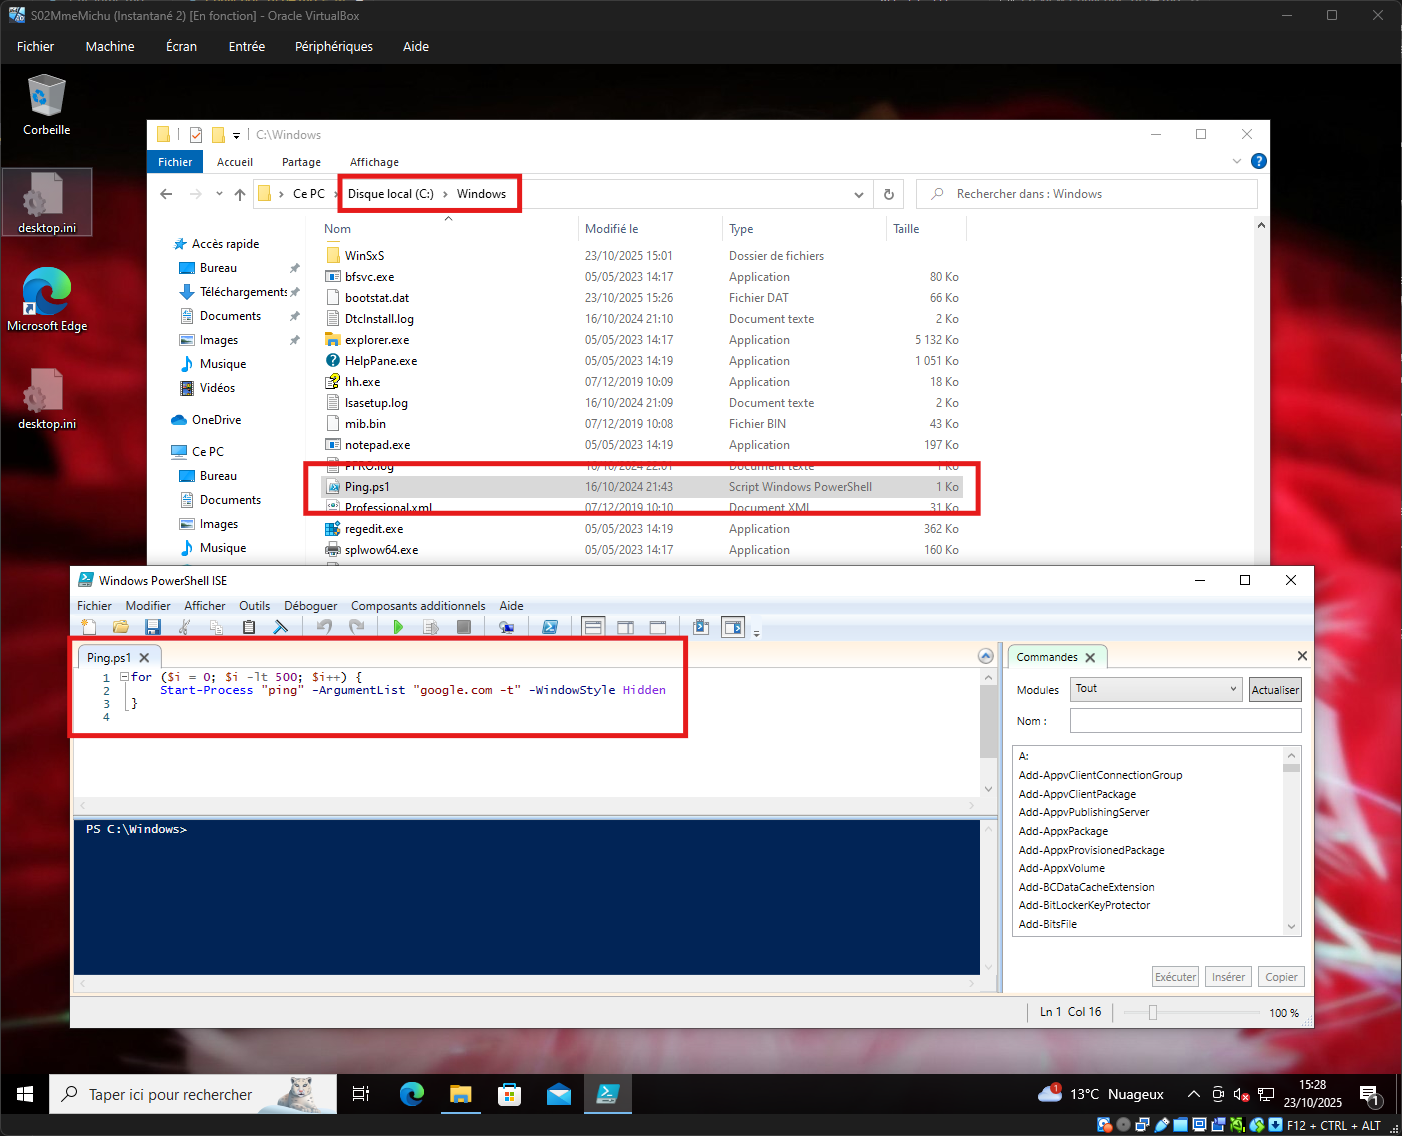 S02MmeMichu (Instantané 2) [En fonction] - Oracle VirtualBox
Fichier Machine Écran Entrée Périphériques Aide
Corbeille
desktop.ini
Microsoft Edge
desktop.ini
C:\Windows
Fichier Accueil Partage Affichage
Ce PC Disque local (C:) Windows
Rechercher dans : Windows
Accès rapide
Bureau
Téléchargements
Documents
Images
Musique
Vidéos
OneDrive
Ce PC
Bureau
Documents
Images
Musique
Nom Modifié le Type Taille
WinSxS 23/10/2025 15:01 Dossier de fichiers
bfsvc.exe 05/05/2023 14:17 Application 80 Ko
bootstat.dat 23/10/2025 15:26 Fichier DAT 66 Ko
DtcInstall.log 16/10/2024 21:10 Document texte 2 Ko
explorer.exe 05/05/2023 14:17 Application 5 132 Ko
HelpPane.exe 05/05/2023 14:19 Application 1 051 Ko
hh.exe 07/12/2019 10:09 Application 18 Ko
lsasetup.log 16/10/2024 21:09 Document texte 2 Ko
mib.bin 07/12/2019 10:08 Fichier BIN 43 Ko
notepad.exe 05/05/2023 14:19 Application 197 Ko
PFRO.log 16/10/2024 22:01 Document texte 1 Ko
Ping.ps1 16/10/2024 21:43 Script Windows PowerShell 1 Ko
Professional.xml 07/12/2019 10:10 Document XML 31 Ko
regedit.exe 05/05/2023 14:19 Application 362 Ko
splwow64.exe 05/05/2023 14:17 Application 160 Ko
Windows PowerShell ISE
Fichier Modifier Afficher Outils Déboguer Composants additionnels Aide
Ping.ps1
1 for ($i = 0; $i -lt 500; $i++) {
2 Start-Process "ping" -ArgumentList "google.com -t" -WindowStyle Hidden
3 }
4
PS C:\Windows>
Commandes
Modules Tout Actualiser
Nom :
A:
Add-AppvClientConnectionGroup
Add-AppvClientPackage
Add-AppvPublishingServer
Add-AppxPackage
Add-AppxProvisionedPackage
Add-AppxVolume
Add-BCDataCacheExtension
Add-BitLockerKeyProtector
Add-BitsFile
Exécuter Insérer Copier
Ln 1 Col 16 100 %
Taper ici pour rechercher
1 13°C Nuageux
15:28
23/10/2025
1
F12 + CTRL + ALT